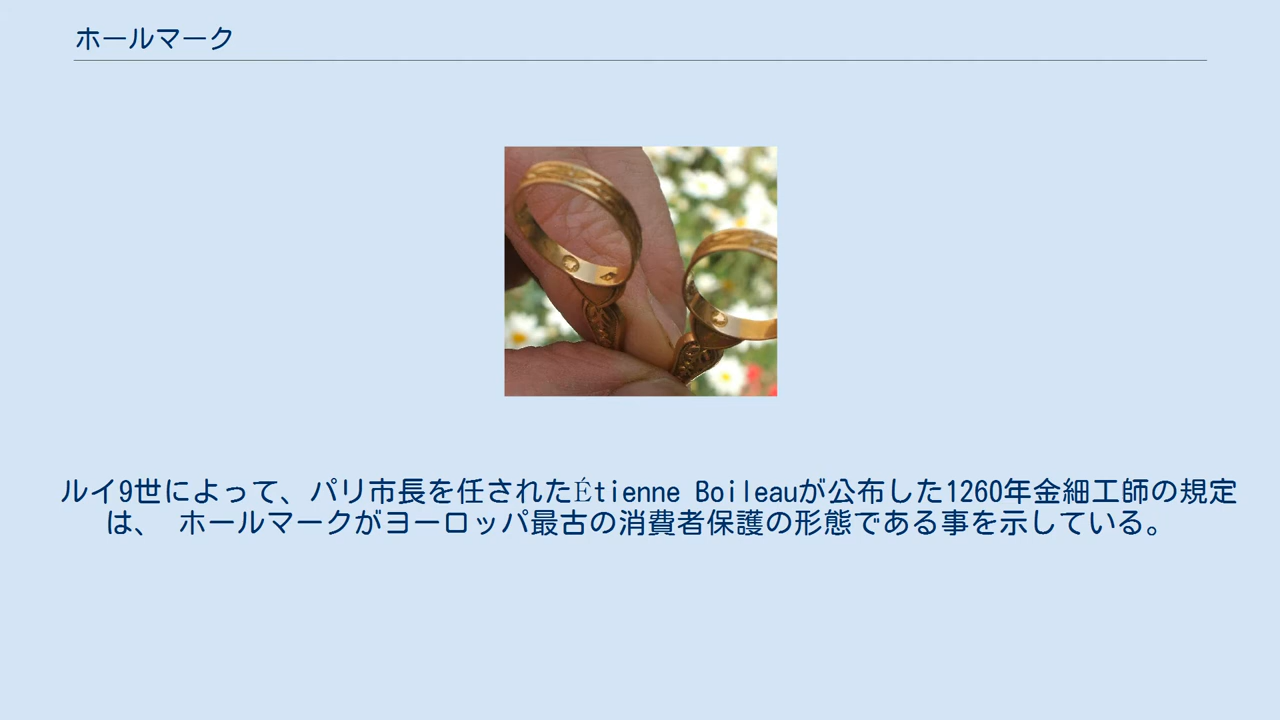 ホールマーク
ルイ9世によって、パリ市長を任されたÉtienne Boileauが公布した1260年金細工師の規定
は、 ホールマークがヨーロッパ最古の消費者保護の形態である事を示している。